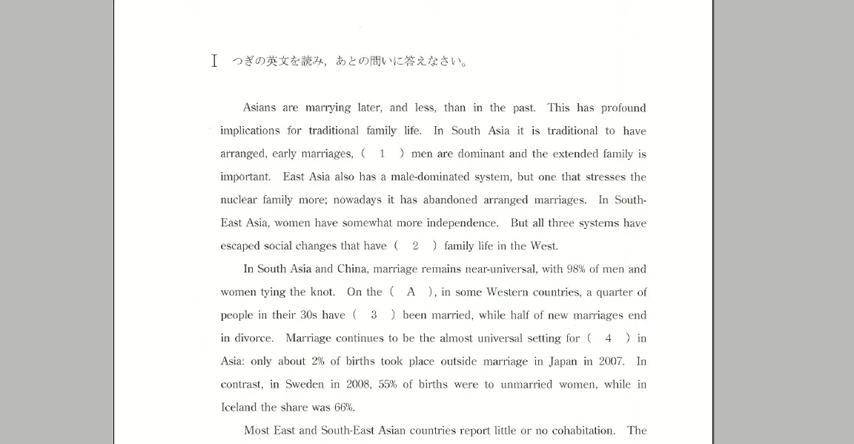 I つぎの英文を読み，あとの問いに答えなさい。
Asians are marrying later, and less, than in the past. This has profound
implications for traditional family life. In South Asia it is traditional to have
arranged, early marriages, ( 1 ) men are dominant and the extended family is
important. East Asia also has a male-dominated system, but one that stresses the
nuclear family more; nowadays it has abandoned arranged marriages. In South-
East Asia, women have somewhat more independence. But all three systems have
escaped social changes that have ( 2 ) family life in the West.
In South Asia and China, marriage remains near-universal, with 98% of men and
women tying the knot. On the ( A ), in some Western countries, a quarter of
people in their 30s have ( 3 ) been married, while half of new marriages end
in divorce. Marriage continues to be the almost universal setting for ( 4 ) in
Asia: only about 2% of births took place outside marriage in Japan in 2007. In
contrast, in Sweden in 2008, 55% of births were to unmarried women, while in
Iceland the share was 66%.
Most East and South-East Asian countries report little or no cohabitation. The